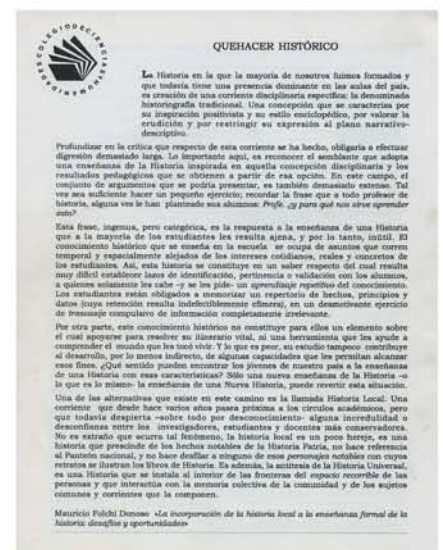 COLEGIO DE CIENCIAS Y HUMANIDADES
QUEHACER HISTÓRICO
La Historia en la que la mayoría de nosotros fuimos formados y
que todavía tiene una presencia dominante en las aulas del país,
es creación de una corriente disciplinaria específica: la denominada
historiografía tradicional. Una concepción que se caracteriza por
su inspiración positivista y su estilo enciclopédico, por valorar la
erudición y por restringir su expresión al plano narrativo-
descriptivo.
Profundizar en la crítica que respecto de esta corriente se ha hecho, obligaría a efectuar
digresión demasiado larga. Lo importante aquí, es reconocer el semblante que adopta
una enseñanza de la Historia inspirada en aquella concepción disciplinaria y los
resultados pedagógicos que se obtienen a partir de esa opción. En este campo, el
conjunto de argumentos que se podría presentar, es también demasiado extenso. Tal
vez sea suficiente hacer un pequeño ejercicio; recordar la frase que a todo profesor de
historia, alguna vez le han planteado sus alumnos: Profe. ¿y para qué nos sirve aprender
esto?
Esta frase, ingenua, pero categórica, es la respuesta a la enseñanza de una Historia
que a la mayoría de los estudiantes les resulta ajena, y por lo tanto, inútil. El
conocimiento histórico que se enseña en la escuela se ocupa de asuntos que corren
temporal y espacialmente alejados de los intereses cotidianos, reales y concretos de
los estudiantes. Así, esta historia se constituye en un saber respecto del cual resulta
muy difícil establecer lazos de identificación, pertinencia o validación con los alumnos,
a quienes solamente les cabe –y se les pide- un aprendizaje repetitivo del conocimiento.
Los estudiantes están obligados a memorizar un repertorio de hechos, principios y
datos (cuya retención resulta indefectiblemente efímera), en un desmotivante ejercicio
de trasvasije compulsivo de información completamente irrelevante.
Por otra parte, este conocimiento histórico no constituye para ellos un elemento sobre
el cual apoyarse para resolver su itinerario vital, ni una herramienta que les ayude a
comprender el mundo que les tocó vivir. Y lo que es peor, su estudio tampoco contribuye
al desarrollo, por lo menos indirecto, de algunas capacidades que les permitan alcanzar
esos fines. ¿Qué sentido pueden encontrar los jóvenes de nuestro país a la enseñanza
de una Historia con esas características? Sólo una nueva enseñanza de la Historia –o
lo que es lo mismo- la enseñanza de una Nueva Historia, puede revertir esta situación.
Una de las alternativas que existe en este camino es la llamada Historia Local. Una
corriente que desde hace varios años pasea próxima a los círculos académicos, pero
que todavía despierta –sobre todo por desconocimiento- alguna incredulidad o
desconfianza entre los investigadores, estudiantes y docentes más conservadores.
No es extraño que ocurra tal fenómeno, la historia local es un poco hereje, es una
historia que prescinde de los hechos notables de la Historia Patria, no hace referencia
al Panteón nacional, y no hace desfilar a ninguno de esos personajes notables con cuyos
retratos se ilustran los libros de Historia. Es además, la antítesis de la Historia Universal,
es una Historia que se instala al interior de las fronteras del espacio recorrible de las
personas y que interactúa con la memoria colectiva de la comunidad y de los sujetos
comunes y corrientes que la componen.
Mauricio Folchi Donoso «La incorporación de la historia local a la enseñanza formal de la
historia: desafíos y oportunidades»